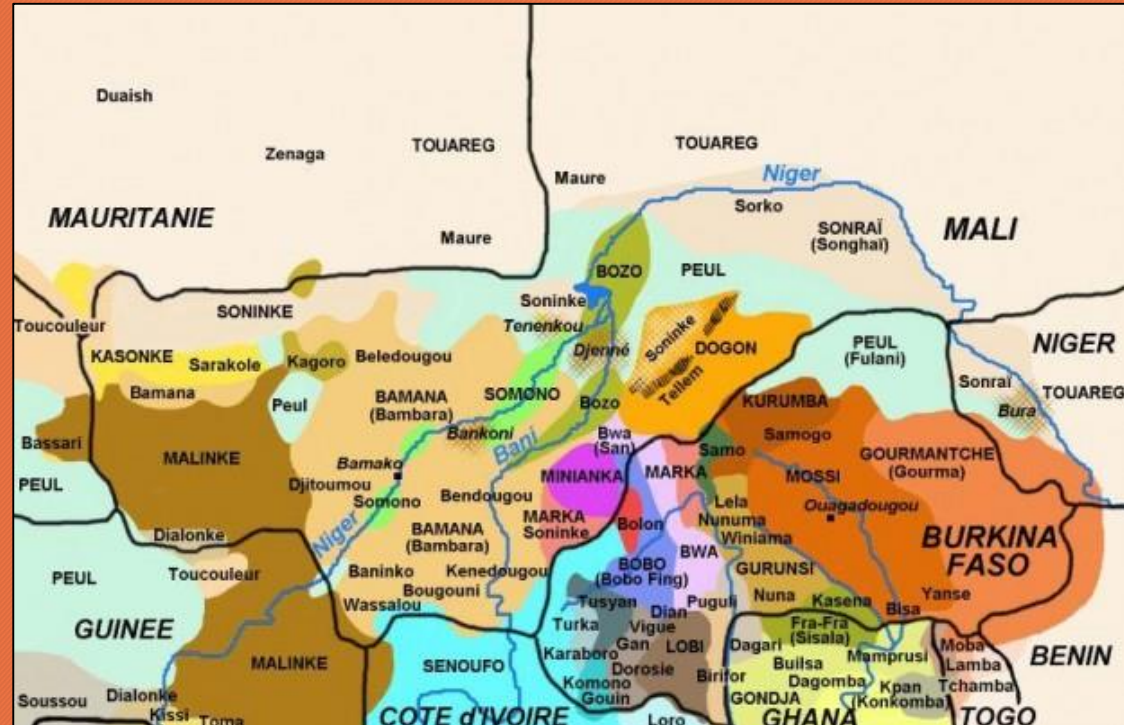 Duaish
Zenaga
TOUAREG
TOUAREG
Maure
Niger
MAURITANIE
Sorko
SONRAÏ
(Songhaï)
MALI
Maure
BOZO
PEUL
SONINKE
Soninke
Toucouleur
Tenenkou
KASONKE
Sarakole
Kagoro
Beledougou
Djenné
Soninke
DOGON
PEUL
(Fulani)
NIGER
Bamana
Peul
BAMANA
(Bambara)
SOMONO
Bozo
Tellem
Sonraï
TOUAREG
Bura
KURUMBA
Bassari
Bankoni
Bani
Bwa
(San)
Samo
Samogo
GOURMANTCHE
(Gourma)
MALINKE
Bamako
MINIANKA
MARKA
MOSSI
PEUL
Djitoumou
Somono
Bendougou
Lela
Ouagadougou
Niger
MARKA
Soninke
Bolon
Nunuma
Winiama
BURKINA
FASO
Dialonke
BAMANA
(Bambara)
BWA
PEUL
Toucouleur
Baninko
Kenedougou
BOBO
(Bobo Fing)
GURUNSI
Bougouni
Wassalou
Tusyan
Dian
Puguli
Nuna
Kasena
Bisa
Yanse
GUINEE
Turka
Vigue
Fra-Fra
(Sisala)
MALINKE
SENOUFO
Karaboro
Gan
LOBI
Dagari
Mamprusi
Moba
BENIN
Dorosie
Builsa
Lamba
Soussou
Dialonke
Komono
Birifor
Dagomba
Kpan
(Konkomba)
Tchamba
Kissi
Toma
Gouin
GONDJA
COTE d'IVOIRE
Loro
GHANA
TOGO